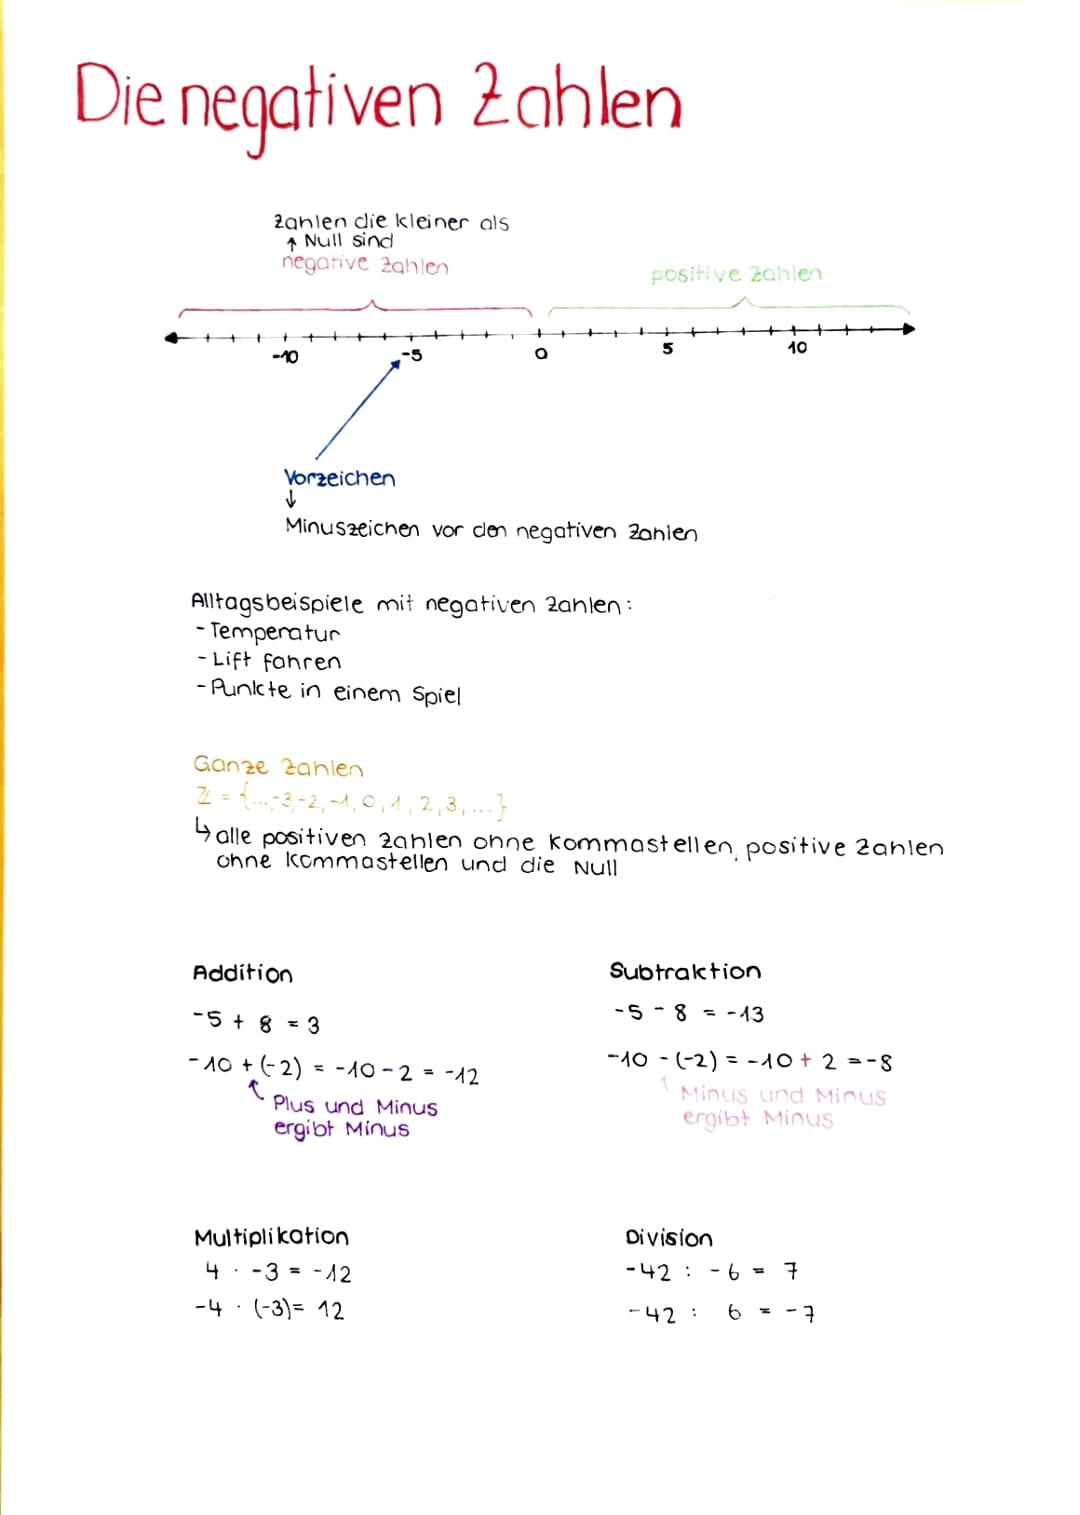 Die negativen Zahlen
Zahlen die kleiner als
↑ Null sind
negative Zahlen
positive Zahlen
-10 -5 0 5 10
Vorzeichen
↓
Minuszeichen vor den negativen Zahlen
Alltagsbeispiele mit negativen Zahlen:
- Temperatur
- Lift fahren
- Punkte in einem Spiel
Ganze Zahlen
ℤ = {...,-3-2,-1,0,1,2,3,...}
↳ alle positiven Zahlen ohne Kommastellen, positive Zahlen
ohne Kommastellen und die Null
Addition
-5 + 8 = 3
-10 + (-2) = -10 - 2 = -12
Plus und Minus
ergibt Minus
Subtraktion
-5 - 8 = -13
-10 - (-2) = -10 + 2 = -8
Minus und Minus
ergibt Minus
Multiplikation
4 · -3 = -12
-4 · (-3) = 12
Division
-42 : -6 = 7
-42 : 6 = -7